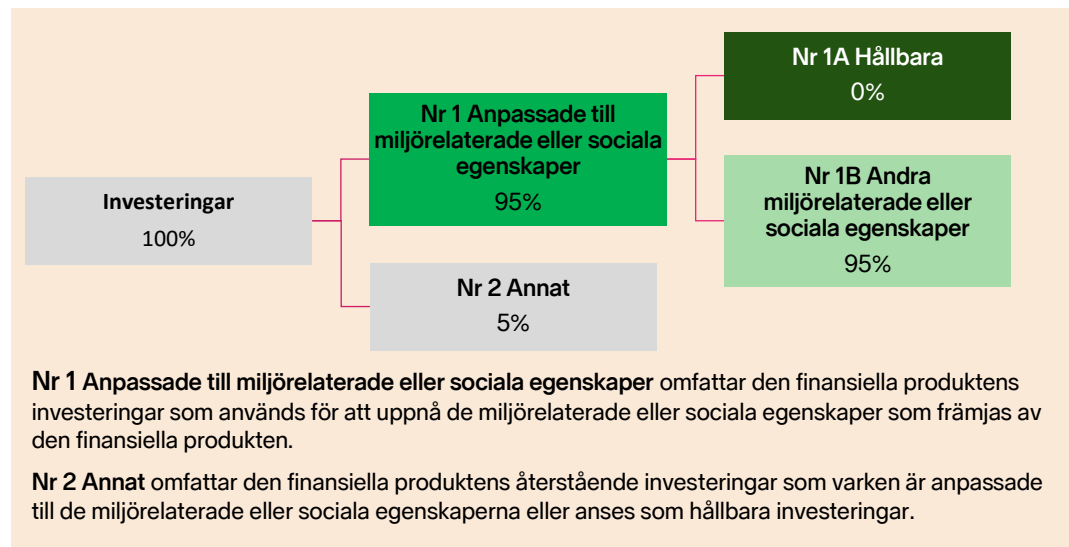 Investeringar
100%
Nr 1 Anpassade till
miljörelaterade eller sociala
egenskaper
95%
Nr 2 Annat
5%
Nr 1A Hållbara
0%
Nr 1B Andra
miljörelaterade eller
sociala egenskaper
95%
Nr 1 Anpassade till miljörelaterade eller sociala egenskaper omfattar den finansiella produktens
investeringar som används för att uppnå de miljörelaterade eller sociala egenskaper som främjas av
den finansiella produkten.
Nr 2 Annat omfattar den finansiella produktens återstående investeringar som varken är anpassade
till de miljörelaterade eller sociala egenskaperna eller anses som hållbara investeringar.